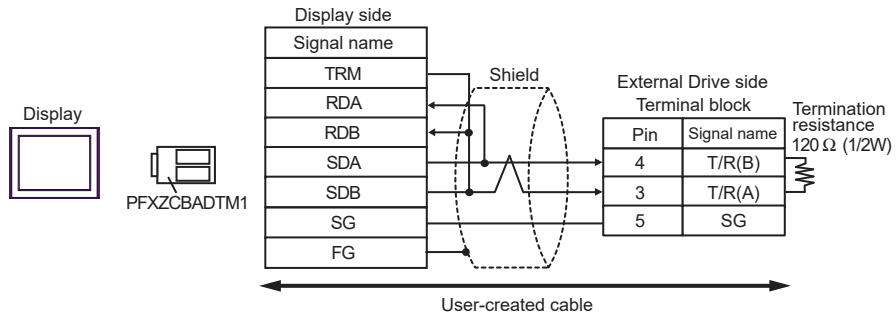 Display side
Signal name
TRM
RDA
RDB
SDA
SDB
SG
FG
Shield
External Drive side
Terminal block
Pin Signal name
4 T/R(B)
3 T/R(A)
5 SG
Termination
resistance
120 Ω (1/2W)
Display
PFXZCBADTM1
User-created cable